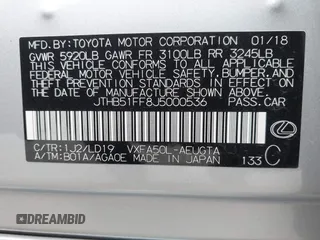 MFD.BY:TOYOTA MOTOR CORPORATION 01/18
GVWR 5920LB GAWR FR 3100LB RR 3245LB
THIS VEHICLE CONFORMS TO ALL APPLICABLE
FEDERAL MOTOR VEHICLE SAFETY, BUMPER, AND
THEFT PREVENTION STANDARDS IN EFFECT ON
THE DATE OF MANUFACTURE SHOWN ABOVE.
JTHB51FF8J5000536 PASS.CAR
C/TR:1J2/LD19 VXFA50L-AEUGTA
A/TM:B01A/AGA0E MADE IN JAPAN 133 C
DREAMBID